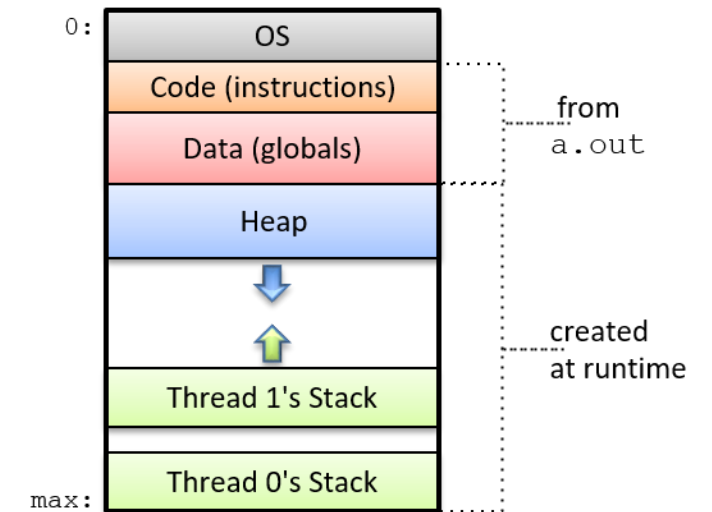 0:
OS
Code (instructions)
from
a.out
Data (globals)
Heap
created
at runtime
Thread 1's Stack
Thread 0's Stack
max: